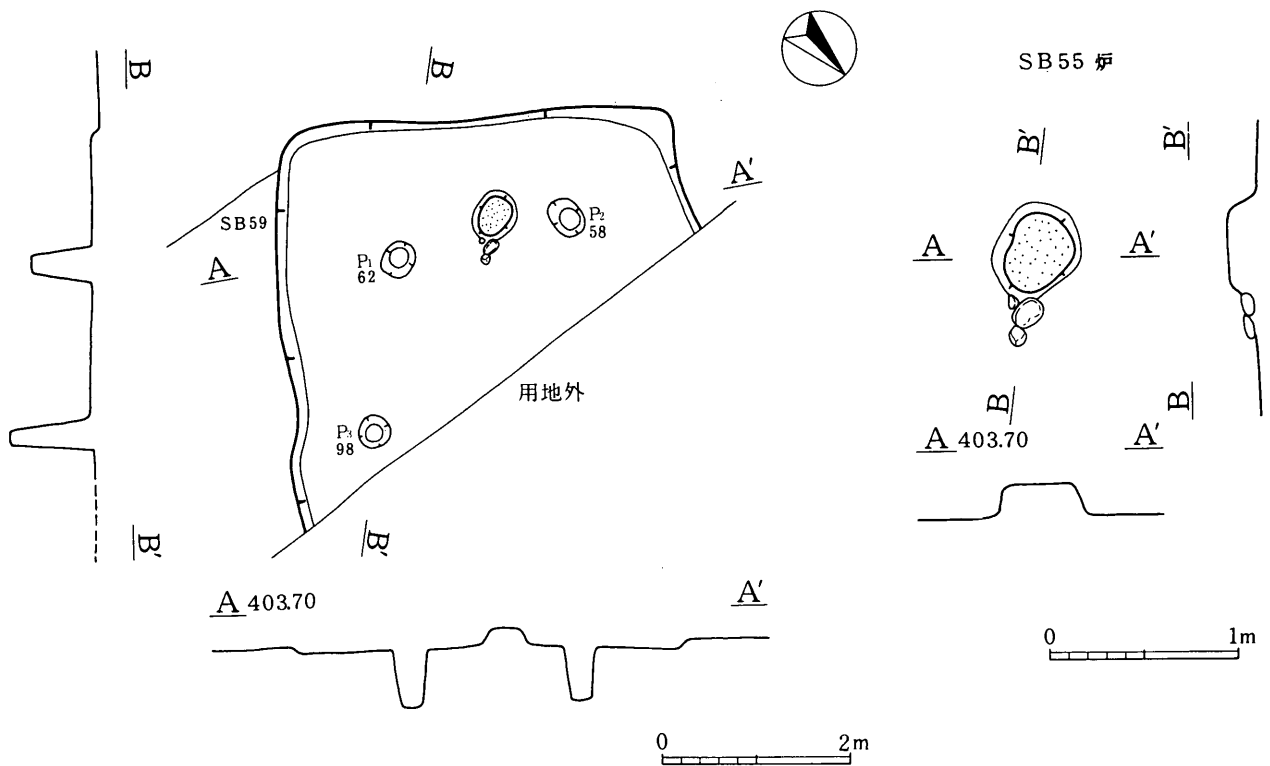 B
B
SB55 炉
B'
B'
A'
SB59
P₂
58
A
A
A'
P₁
62
用地外
P₃
98
B
B
A 403.70
A'
B'
B'
A 403.70
A'
0
1m
0
2m